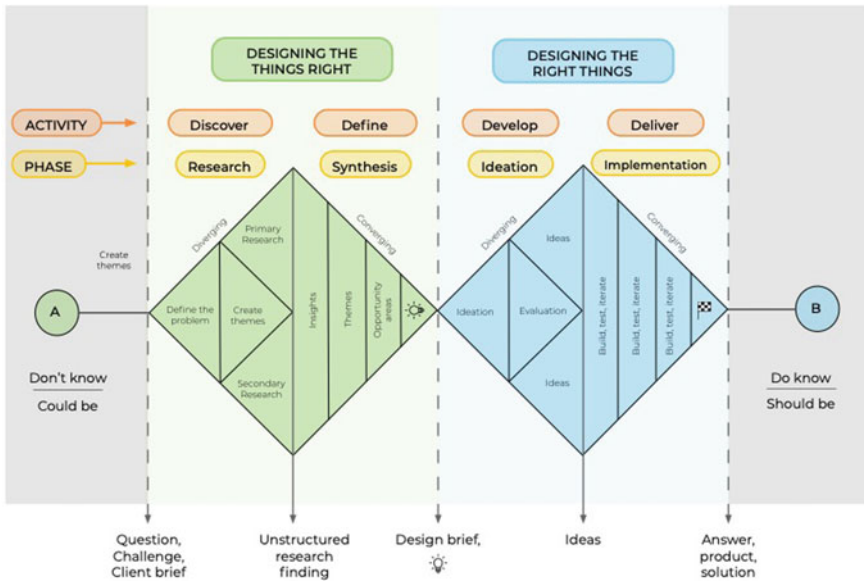 DESIGNING THE
THINGS RIGHT
DESIGNING THE
RIGHT THINGS
ACTIVITY
Discover
Define
Develop
Deliver
PHASE
Research
Synthesis
Ideation
Implementation
Diverging
Converging
Diverging
Converging
Create
themes
A
Don't know
Could be
Define the
problem
Primary
Research
Create
themes
Secondary
Research
Insights
Themes
Opportunity
areas
Ideation
Ideas
Evaluation
Ideas
Build, test, iterate
Build, test, iterate
Build, test, iterate
B
Do know
Should be
Question,
Challenge,
Client brief
Unstructured
research
finding
Design brief,
Ideas
Answer,
product,
solution